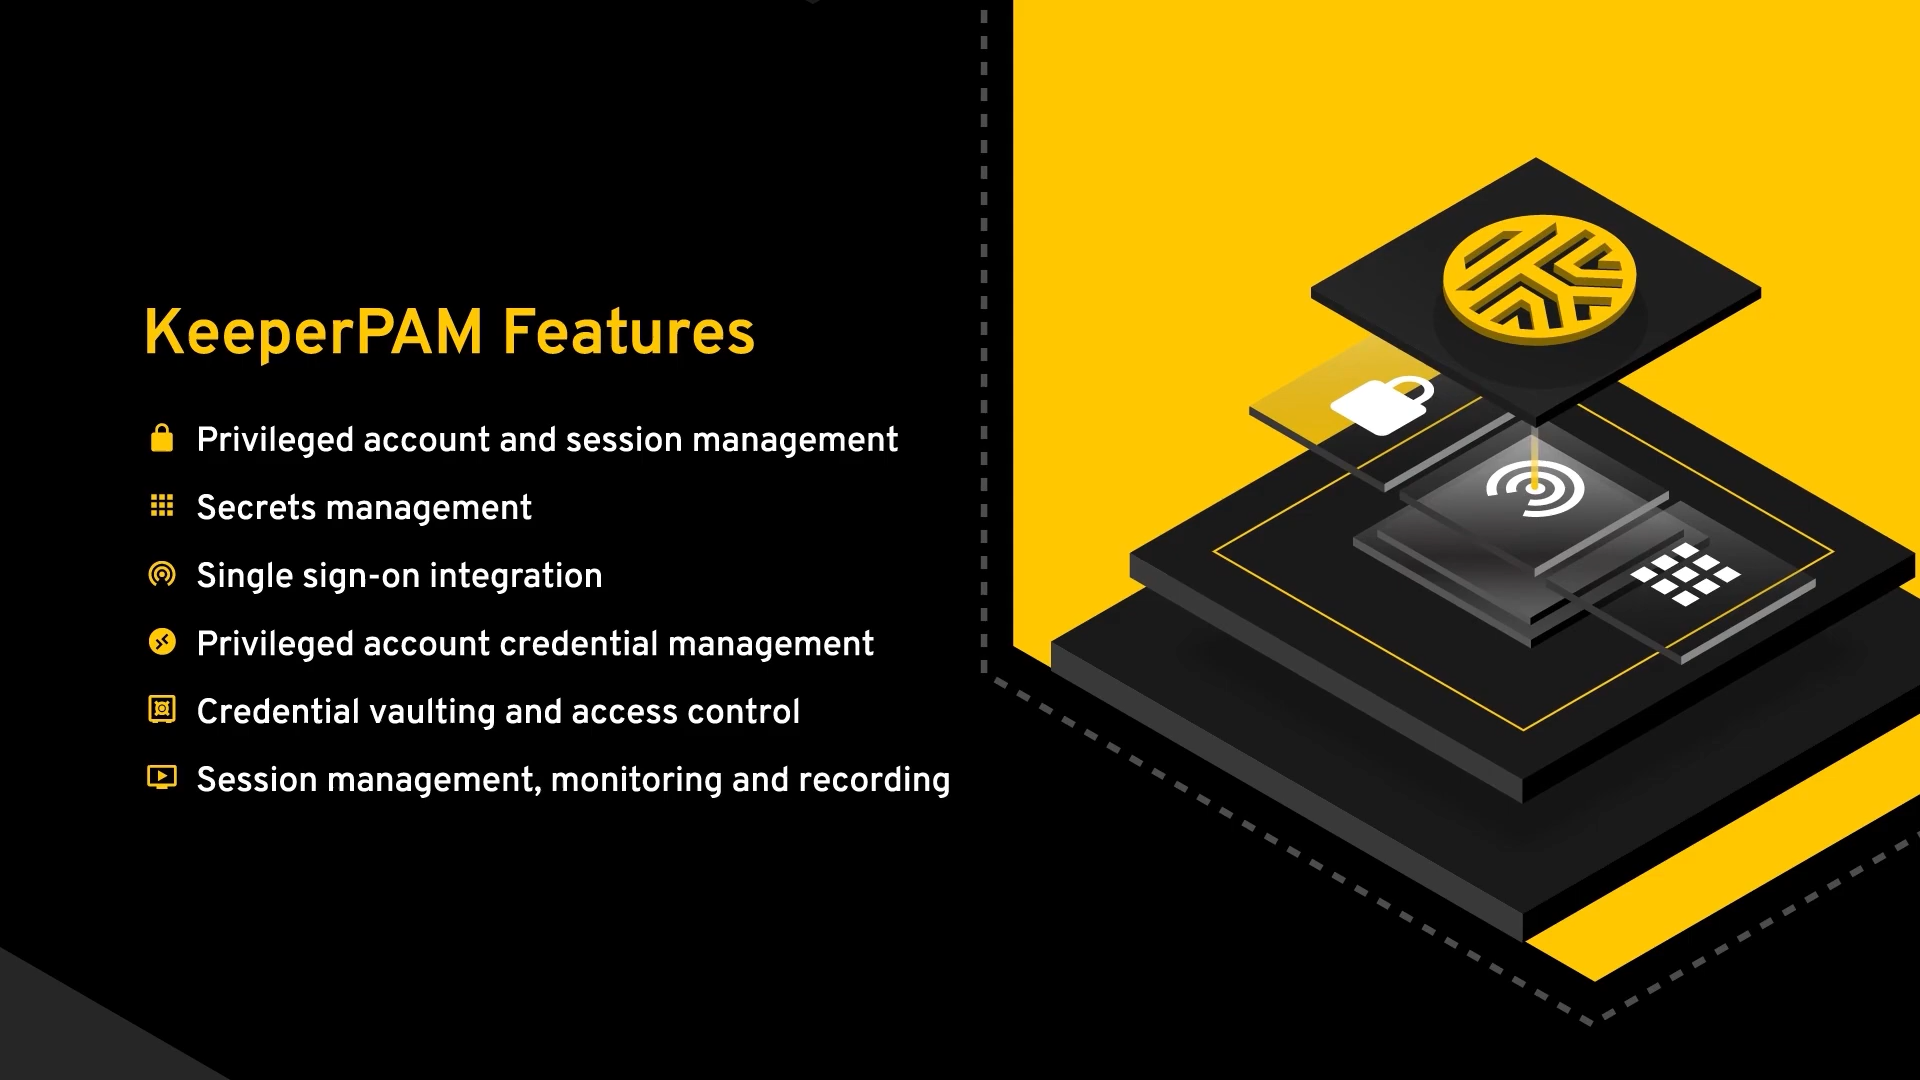 KeeperPAM Features
Privileged account and session management
Secrets management
Single sign-on integration
Privileged account credential management
Credential vaulting and access control
Session management, monitoring and recording